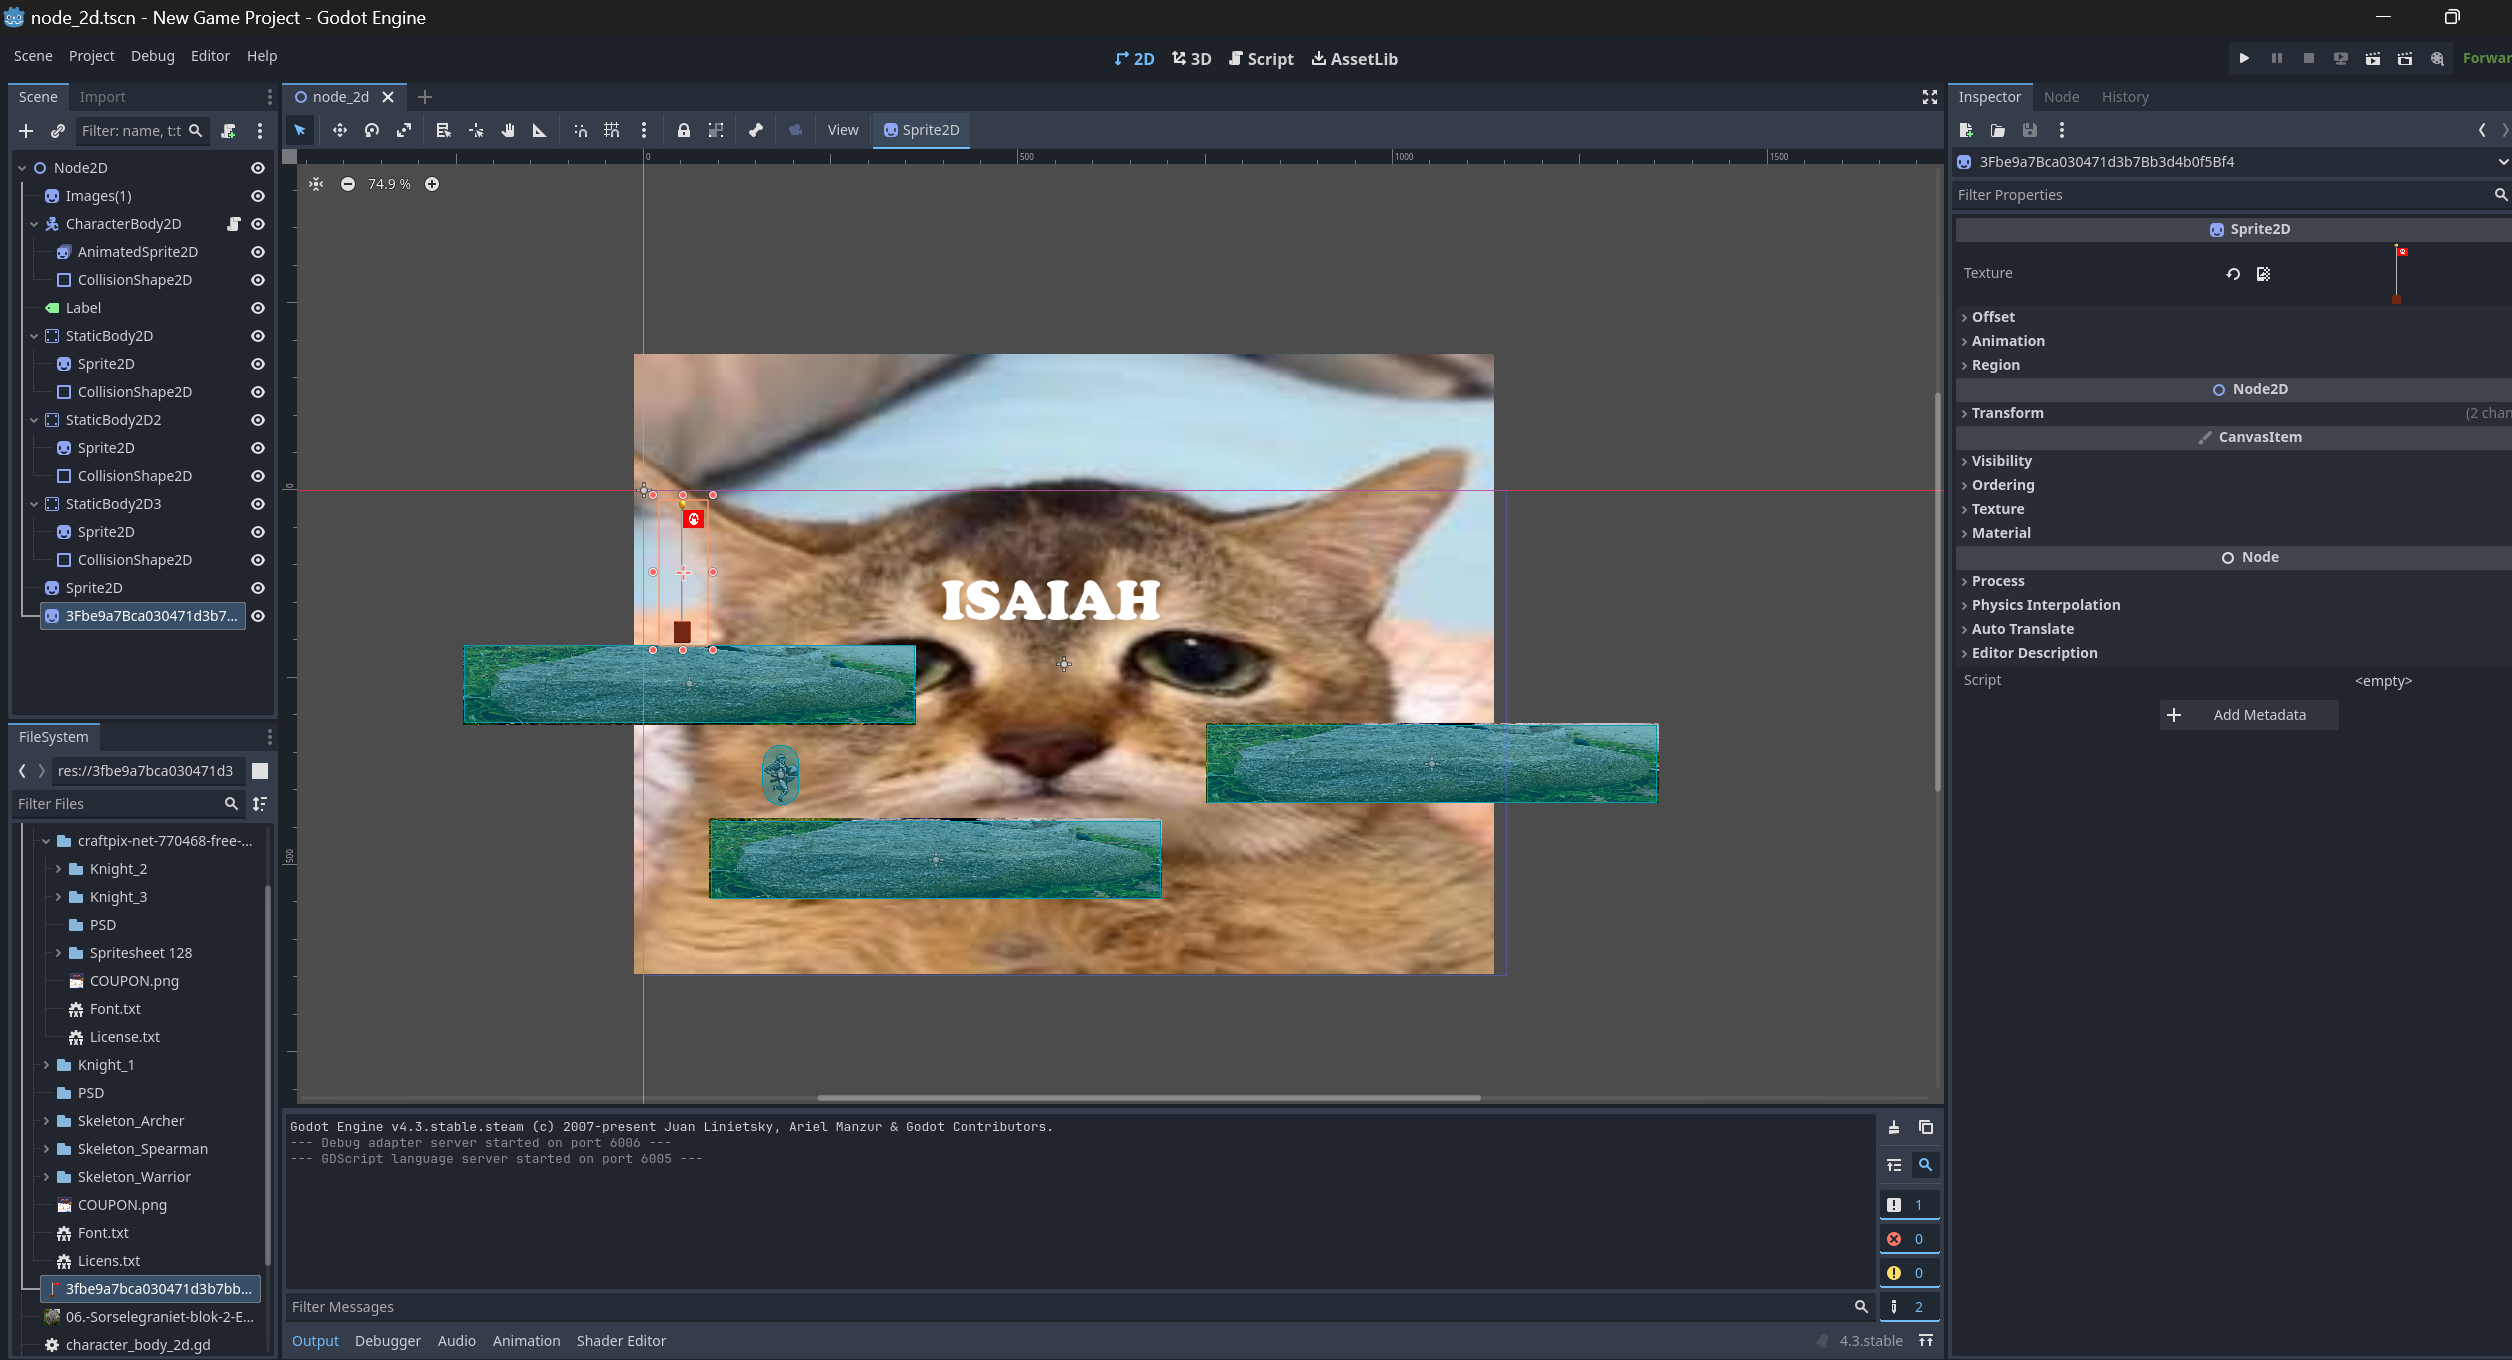 node_2d.tscn - New Game Project - Godot Engine
Scene Project Debug Editor Help
2D 3D Script AssetLib
Forwar
Scene Import
Filter: name, t:t
Node2D
Images(1)
CharacterBody2D
AnimatedSprite2D
CollisionShape2D
Label
StaticBody2D
Sprite2D
CollisionShape2D
StaticBody2D2
Sprite2D
CollisionShape2D
StaticBody2D3
Sprite2D
CollisionShape2D
Sprite2D
3Fbe9a7Bca030471d3b7...
FileSystem
res://3fbe9a7bca030471d3
Filter Files
craftpix-net-770468-free-...
Knight_2
Knight_3
PSD
Spritesheet 128
COUPON.png
Font.txt
License.txt
Knight_1
PSD
Skeleton_Archer
Skeleton_Spearman
Skeleton_Warrior
COUPON.png
Font.txt
Licens.txt
3fbe9a7bca030471d3b7bb...
06.-Sorselegraniet-blok-2-E...
character_body_2d.gd
node_2d
View Sprite2D
0 500 1000 1500
74.9 %
0
500
ISAIAH
Godot Engine v4.3.stable.steam (c) 2007-present Juan Linietsky, Ariel Manzur & Godot Contributors.
--- Debug adapter server started on port 6006 ---
--- GDScript language server started on port 6005 ---
1
0
0
2
Filter Messages
Output Debugger Audio Animation Shader Editor
4.3.stable
Inspector Node History
3Fbe9a7Bca030471d3b7Bb3d4b0f5Bf4
Filter Properties
Sprite2D
Texture
Offset
Animation
Region
Node2D
Transform (2 chan
CanvasItem
Visibility
Ordering
Texture
Material
Node
Process
Physics Interpolation
Auto Translate
Editor Description
Script <empty>
Add Metadata